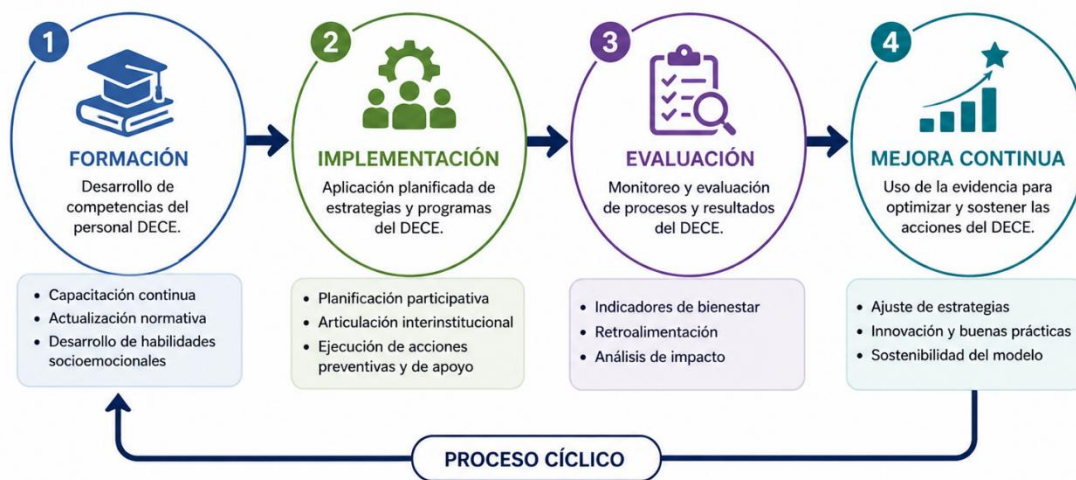 1
FORMACIÓN
Desarrollo de
competencias del
personal DECE.
• Capacitación continua
• Actualización normativa
• Desarrollo de habilidades
socioemocionales
2
IMPLEMENTACIÓN
Aplicación planificada de
estrategias y programas
del DECE.
• Planificación participativa
• Articulación interinstitucional
• Ejecución de acciones
preventivas y de apoyo
3
EVALUACIÓN
Monitoreo y evaluación
de procesos y resultados
del DECE.
• Indicadores de bienestar
• Retroalimentación
• Análisis de impacto
4
MEJORA CONTINUA
Uso de la evidencia para
optimizar y sostener las
acciones del DECE.
• Ajuste de estrategias
• Innovación y buenas prácticas
• Sostenibilidad del modelo
PROCESO CÍCLICO